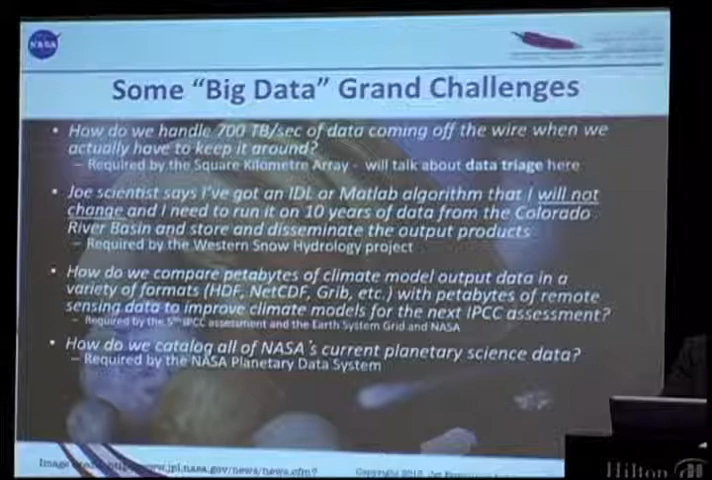 NASA
Some “Big Data” Grand Challenges
• How do we handle 700 TB/sec of data coming off the wire when we
actually have to keep it around?
– Required by the Square Kilometre Array - will talk about data triage here
• Joe scientist says I've got an IDL or Matlab algorithm that I will not
change and I need to run it on 10 years of data from the Colorado
River Basin and store and disseminate the output products
– Required by the Western Snow Hydrology project
• How do we compare petabytes of climate model output data in a
variety of formats (HDF, NetCDF, Grib, etc.) with petabytes of remote
sensing data to improve climate models for the next IPCC assessment?
– Required by the 5th IPCC assessment and the Earth System Grid and NASA
• How do we catalog all of NASA's current planetary science data?
– Required by the NASA Planetary Data System
Image
Hilton